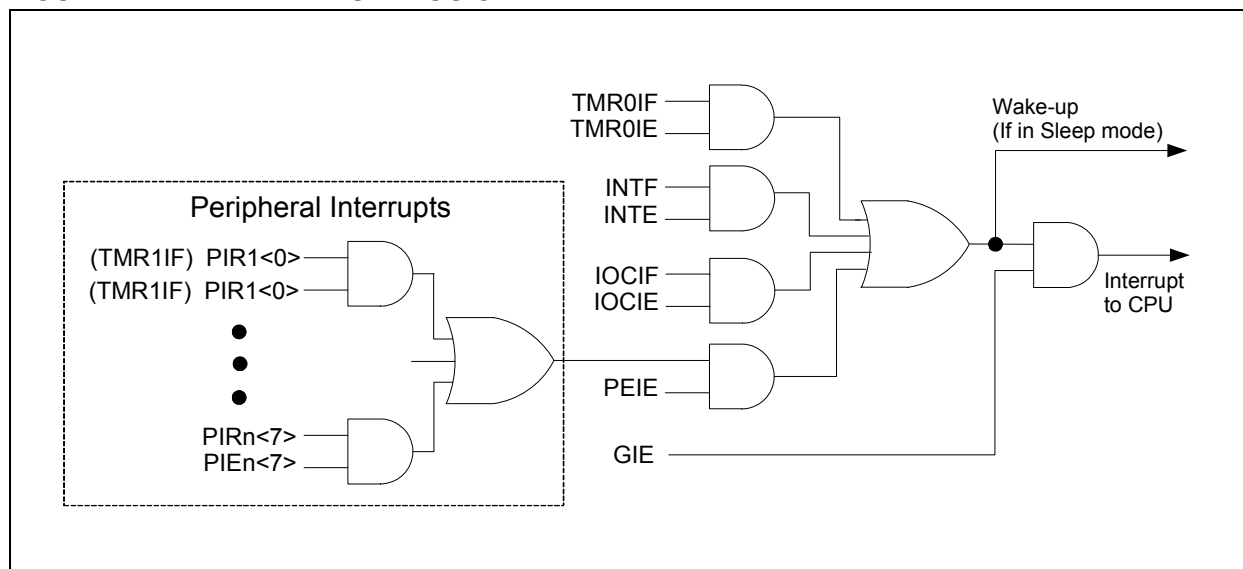 TMR0IF
TMR0IE
Wake-up
(If in Sleep mode)
INTF
INTE
Peripheral Interrupts
(TMR1IF) PIR1<0>
(TMR1IF) PIR1<0>
IOCIF
IOCIE
Interrupt
to CPU
PEIE
PIRn<7>
PIEn<7>
GIE